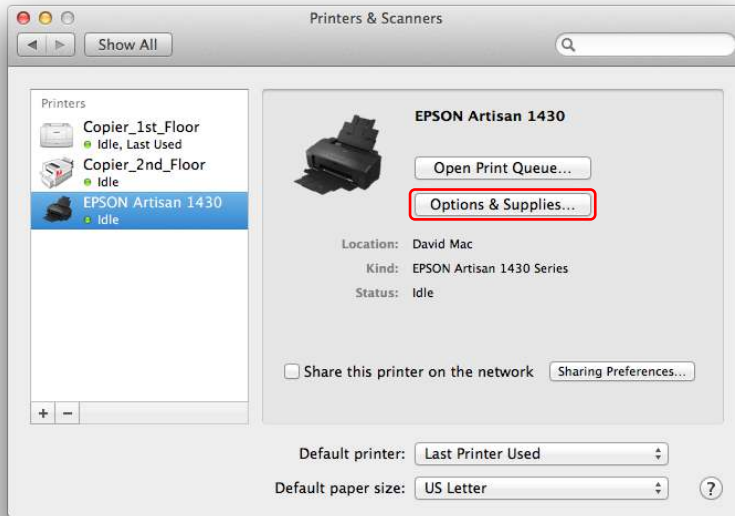 Printers & Scanners
Show All
Printers
Copier_1st_Floor
Idle, Last Used
Copier_2nd_Floor
Idle
EPSON Artisan 1430
Idle
EPSON Artisan 1430
Open Print Queue...
Options & Supplies...
Location: David Mac
Kind: EPSON Artisan 1430 Series
Status: Idle
Share this printer on the network Sharing Preferences...
+ −
Default printer: Last Printer Used
Default paper size: US Letter ?